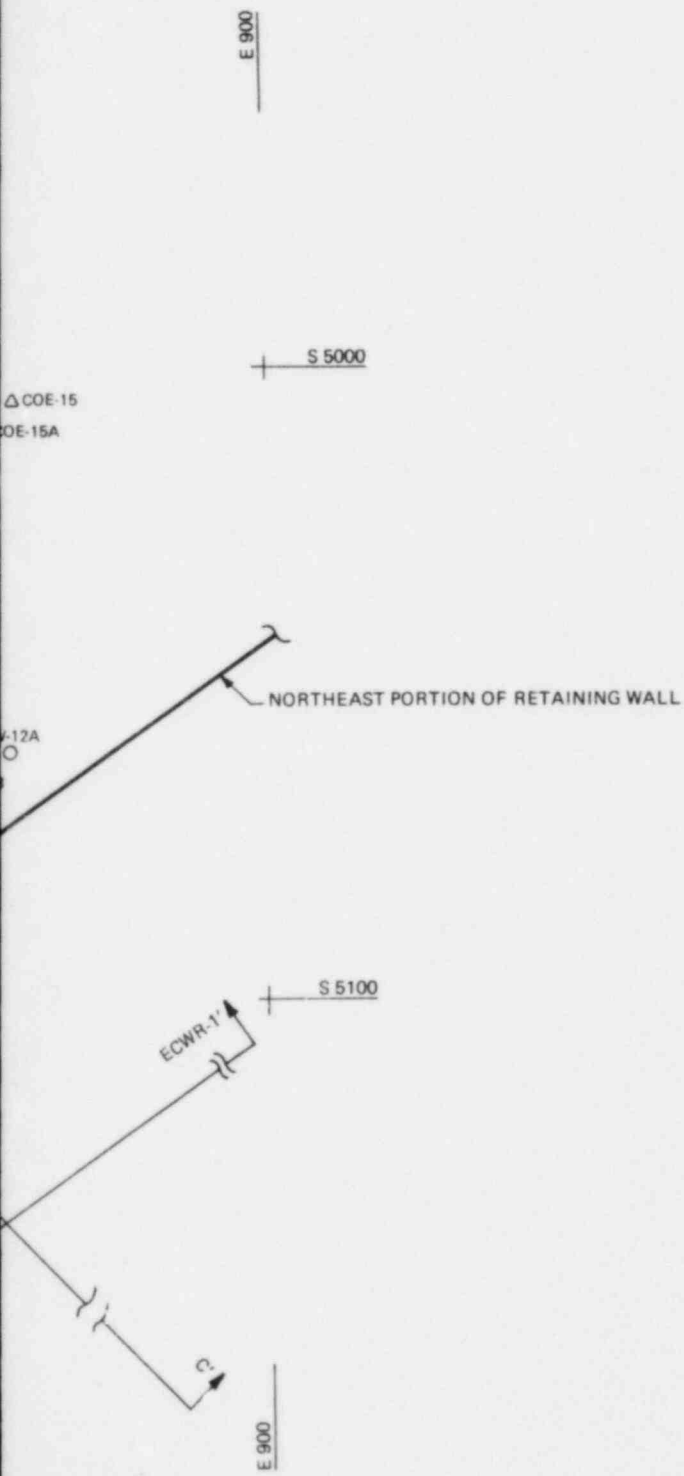 E 900
S 5000
COE-15
OE-15A
NORTHEAST PORTION OF RETAINING WALL
-12A
S 5100
ECWR-1'
C'
E 900